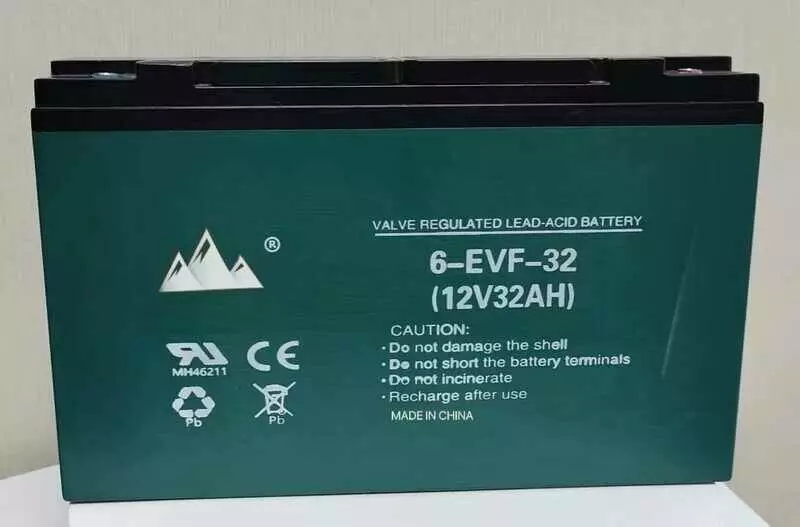 ®
VALVE REGULATED LEAD-ACID BATTERY
6-EVF-32
(12V32AH)
CAUTION:
· Do not damage the shell
· Do not short the battery terminals
· Do not incinerate
· Recharge after use
MADE IN CHINA
RU CE
MH46211
Pb Pb